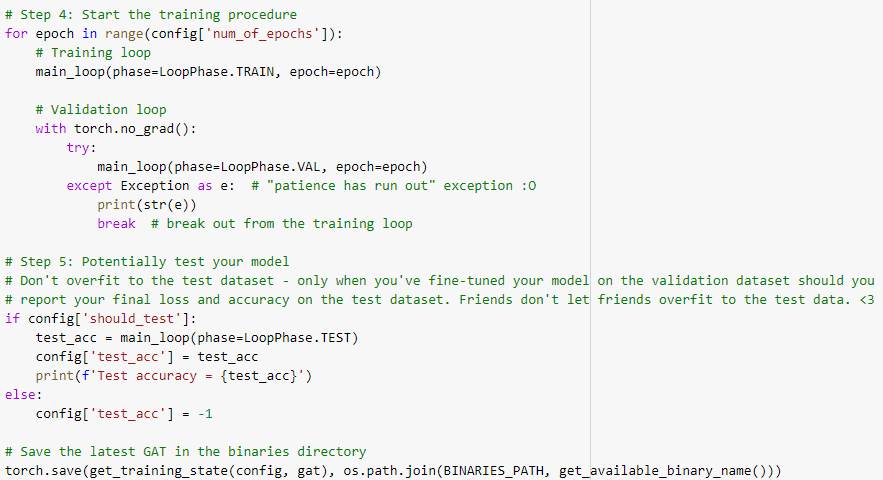 # Step 4: Start the training procedure
for epoch in range(config['num_of_epochs']):
    # Training loop
    main_loop(phase=LoopPhase.TRAIN, epoch=epoch)

    # Validation loop
    with torch.no_grad():
        try:
            main_loop(phase=LoopPhase.VAL, epoch=epoch)
        except Exception as e:  # "patience has run out" exception :O
            print(str(e))
            break  # break out from the training loop

# Step 5: Potentially test your model
# Don't overfit to the test dataset - only when you've fine-tuned your model on the validation dataset should you
# report your final loss and accuracy on the test dataset. Friends don't let friends overfit to the test data. <3
if config['should_test']:
    test_acc = main_loop(phase=LoopPhase.TEST)
    config['test_acc'] = test_acc
    print(f'Test accuracy = {test_acc}')
else:
    config['test_acc'] = -1

# Save the latest GAT in the binaries directory
torch.save(get_training_state(config, gat), os.path.join(BINARIES_PATH, get_available_binary_name()))